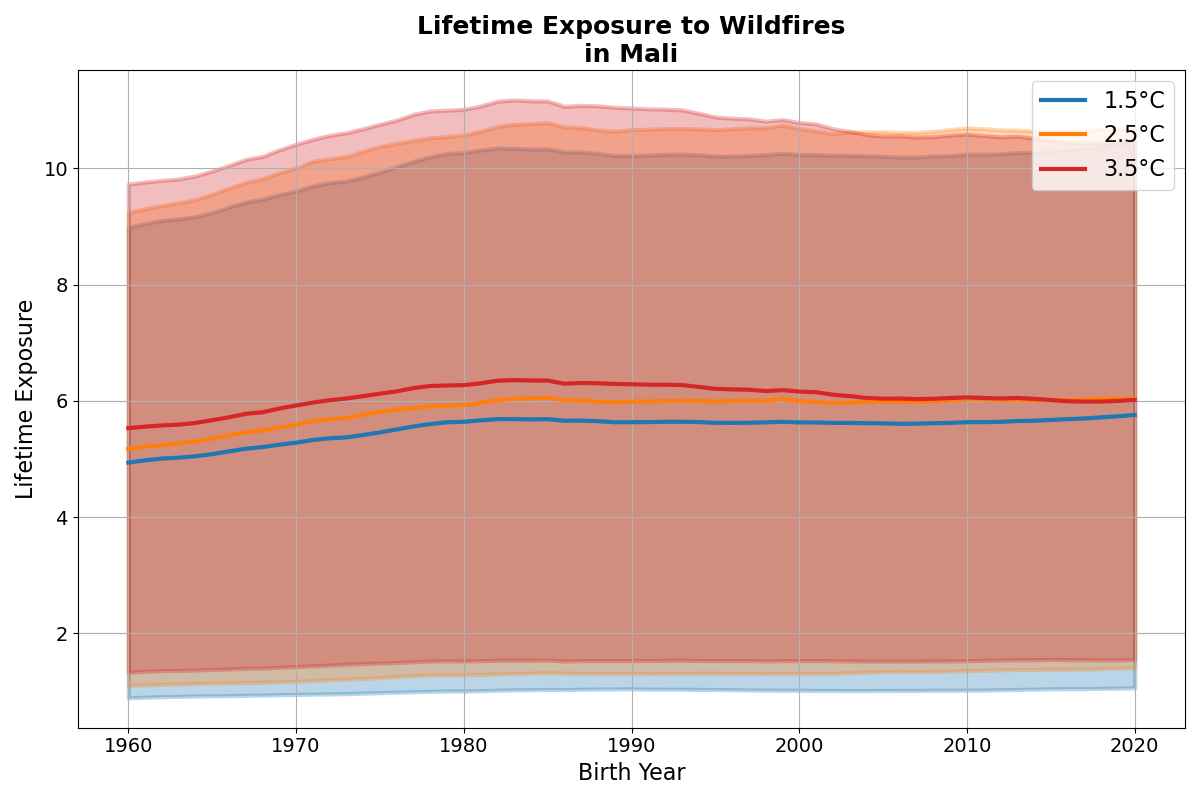 Lifetime Exposure to Wildfires
in Mali
1.5°C
2.5°C
3.5°C
Lifetime Exposure
10
8
6
4
2
1960
1970
1980
1990
2000
2010
2020
Birth Year